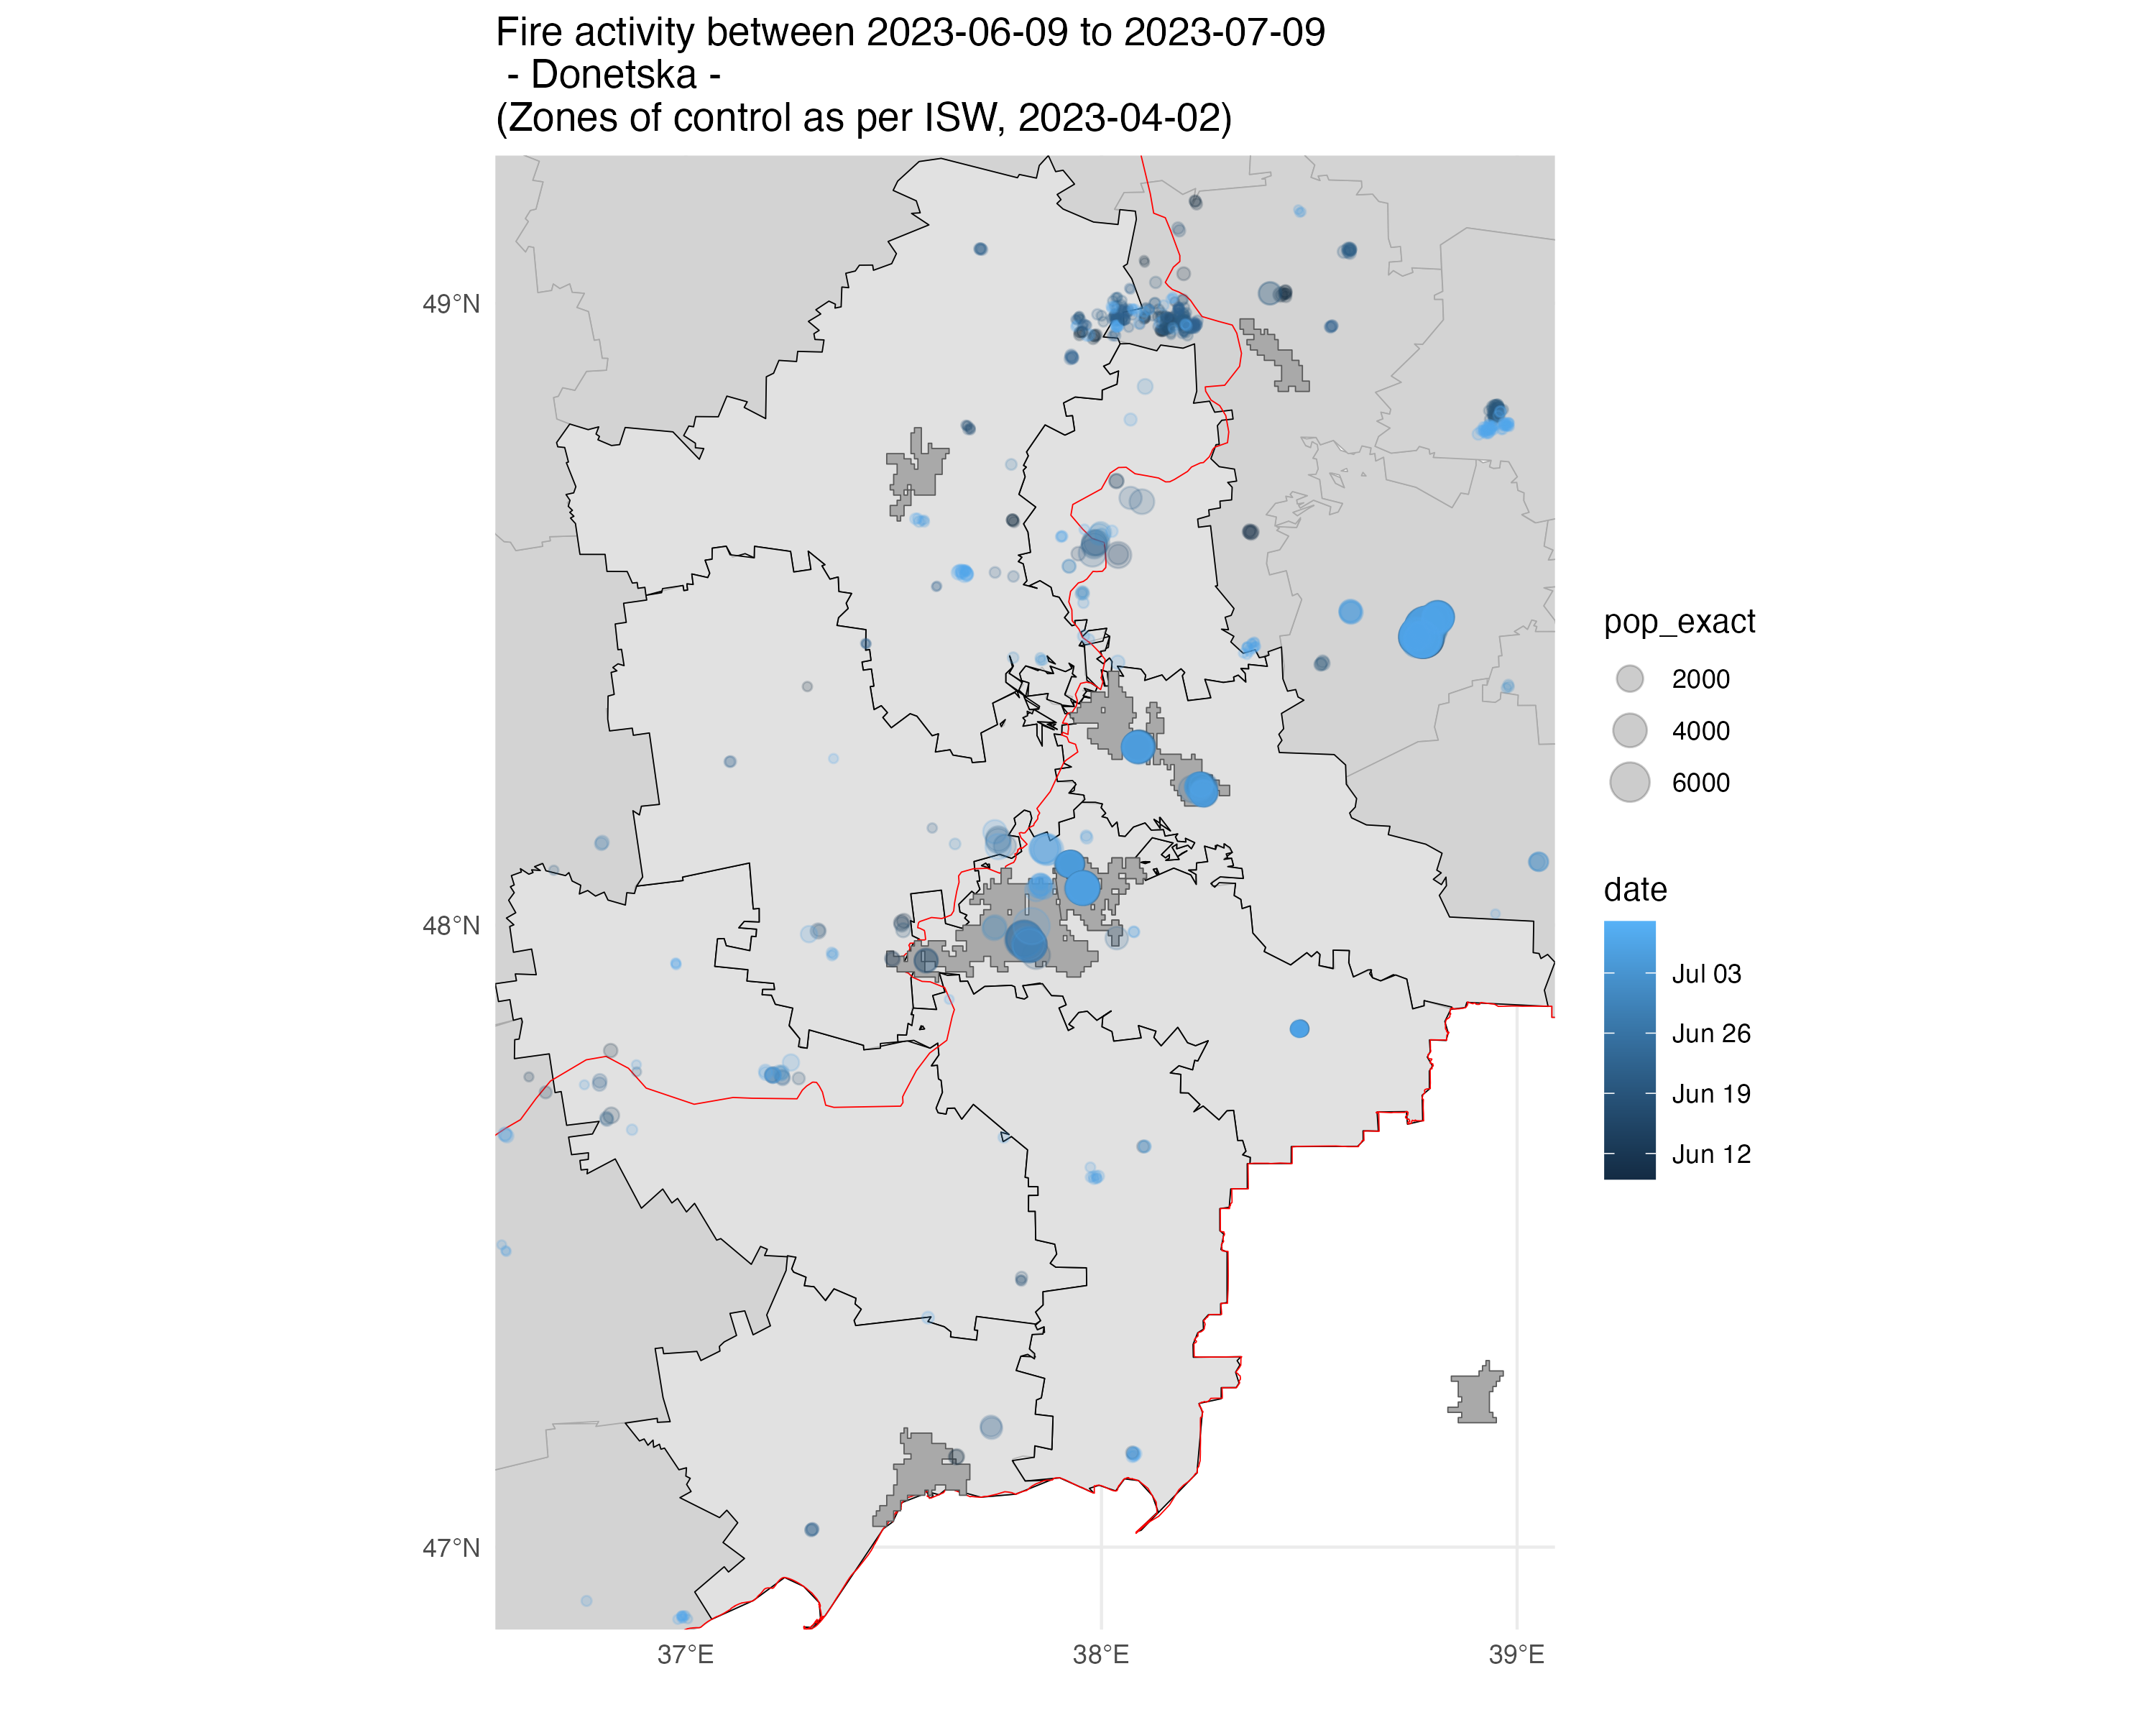 Fire activity between 2023-06-09 to 2023-07-09
- Donetska -
(Zones of control as per ISW, 2023-04-02)
49°N
48°N
47°N
37°E
38°E
39°E
pop_exact
2000
4000
6000
date
Jul 03
Jun 26
Jun 19
Jun 12